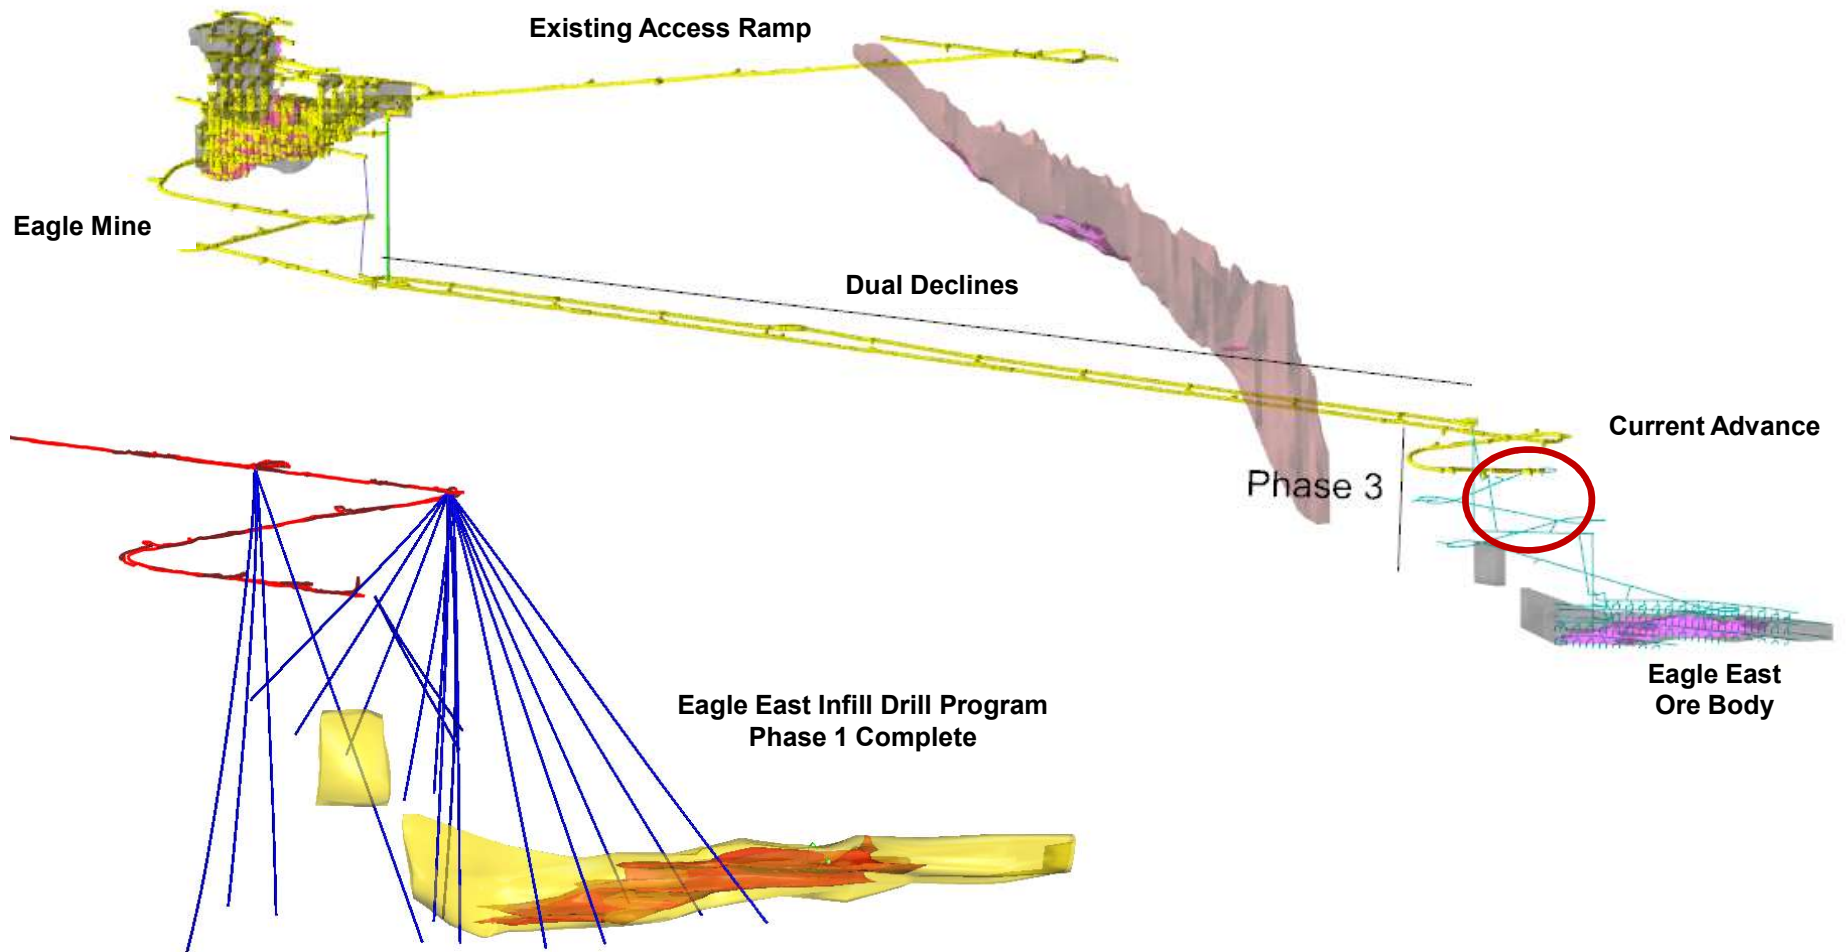 Existing Access Ramp
Eagle Mine
Dual Declines
Current Advance
Phase 3
Eagle East
Ore Body
Eagle East Infill Drill Program
Phase 1 Complete